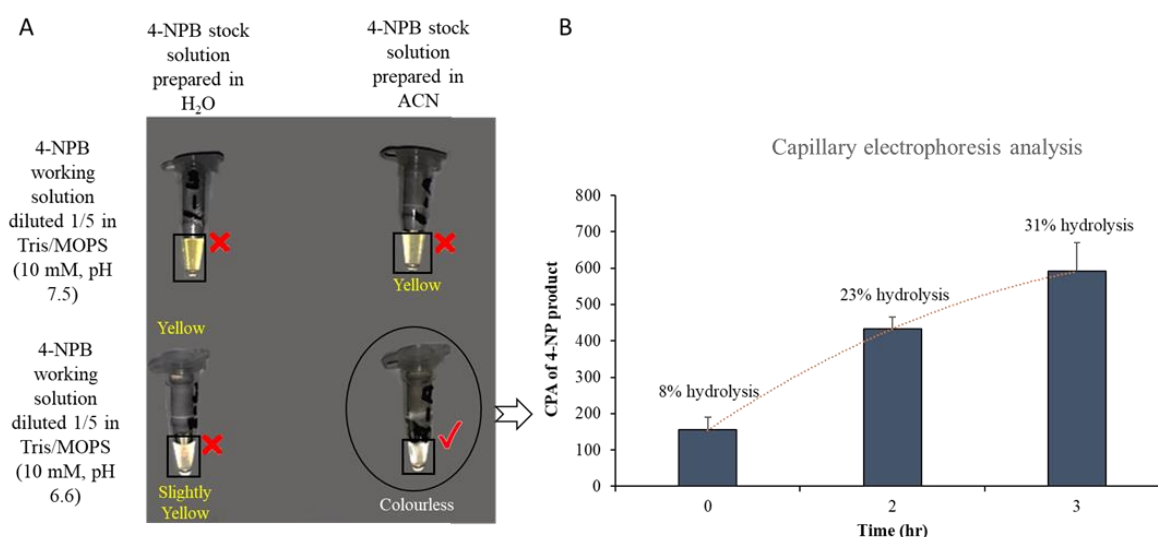 A
4-NPB stock
solution
prepared in
H₂O
4-NPB stock
solution
prepared in
ACN
4-NPB
working
solution
diluted 1/5 in
Tris/MOPS
(10 mM, pH
7.5)
Yellow
Yellow
4-NPB
working
solution
diluted 1/5 in
Tris/MOPS
(10 mM, pH
6.6)
Slightly
Yellow
Colourless
B
Capillary electrophoresis analysis
CPA of 4-NP product
800
700
600
500
400
300
200
100
0
8% hydrolysis
23% hydrolysis
31% hydrolysis
0
2
3
Time (hr)